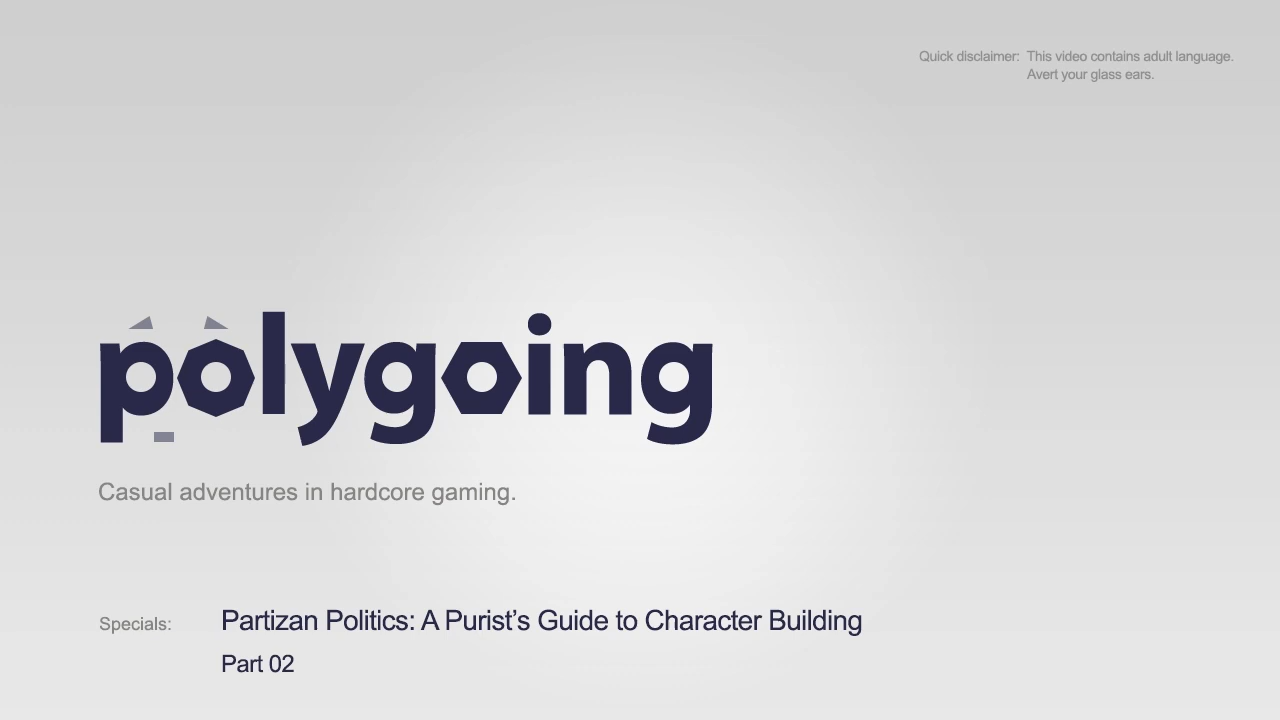 Quick disclaimer: This video contains adult language.
Avert your glass ears.
polygoing
Casual adventures in hardcore gaming.
Specials: Partizan Politics: A Purist’s Guide to Character Building
Part 02